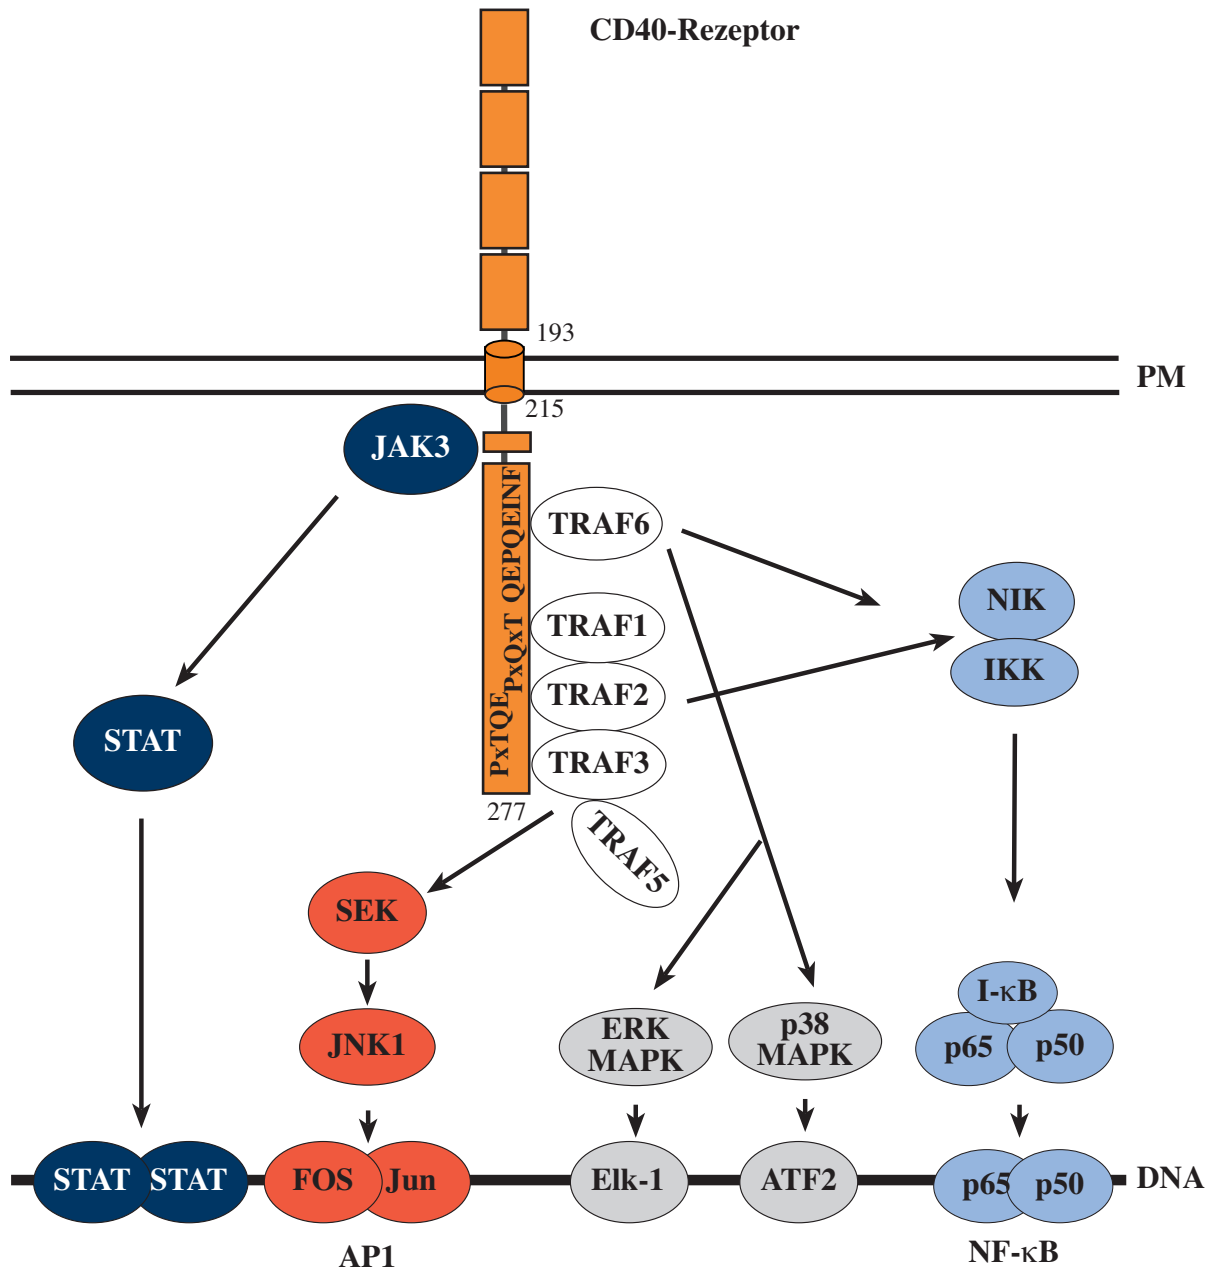 CD40-Rezeptor
193
PM
215
JAK3
QEPQEINF
PxQxT
PxTQE
TRAF6
NIK
TRAF1
IKK
TRAF2
STAT
TRAF3
277
TRAF5
SEK
I-κB
ERK
MAPK
p38
MAPK
JNK1
p65
p50
STAT
STAT
FOS
Jun
Elk-1
ATF2
p65
p50
DNA
AP1
NF-κB